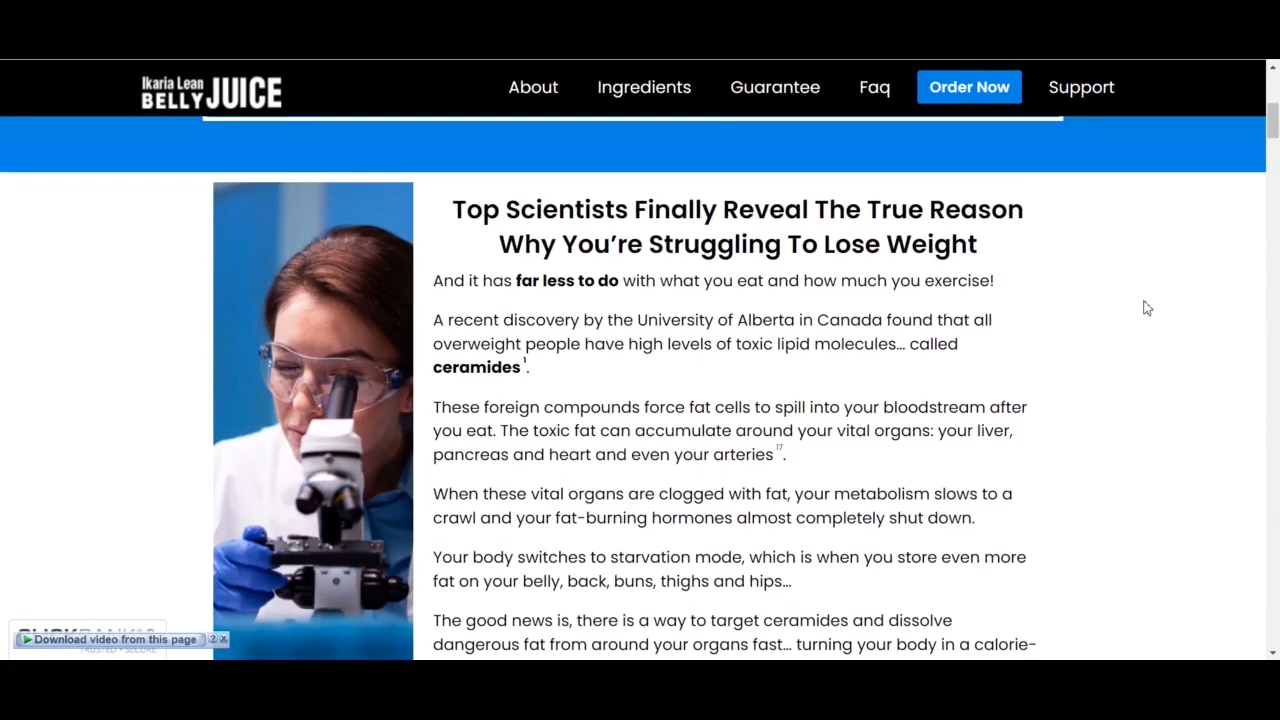 Ikaria Lean
BELLY JUICE
About Ingredients Guarantee Faq Order Now Support
Top Scientists Finally Reveal The True Reason
Why You’re Struggling To Lose Weight
And it has far less to do with what you eat and how much you exercise!
A recent discovery by the University of Alberta in Canada found that all
overweight people have high levels of toxic lipid molecules... called
ceramides 1.
These foreign compounds force fat cells to spill into your bloodstream after
you eat. The toxic fat can accumulate around your vital organs: your liver,
pancreas and heart and even your arteries 17.
When these vital organs are clogged with fat, your metabolism slows to a
crawl and your fat-burning hormones almost completely shut down.
Your body switches to starvation mode, which is when you store even more
fat on your belly, back, buns, thighs and hips...
The good news is, there is a way to target ceramides and dissolve
dangerous fat from around your organs fast... turning your body in a calorie-
Download video from this page ? X
TRUSTED • SECURE